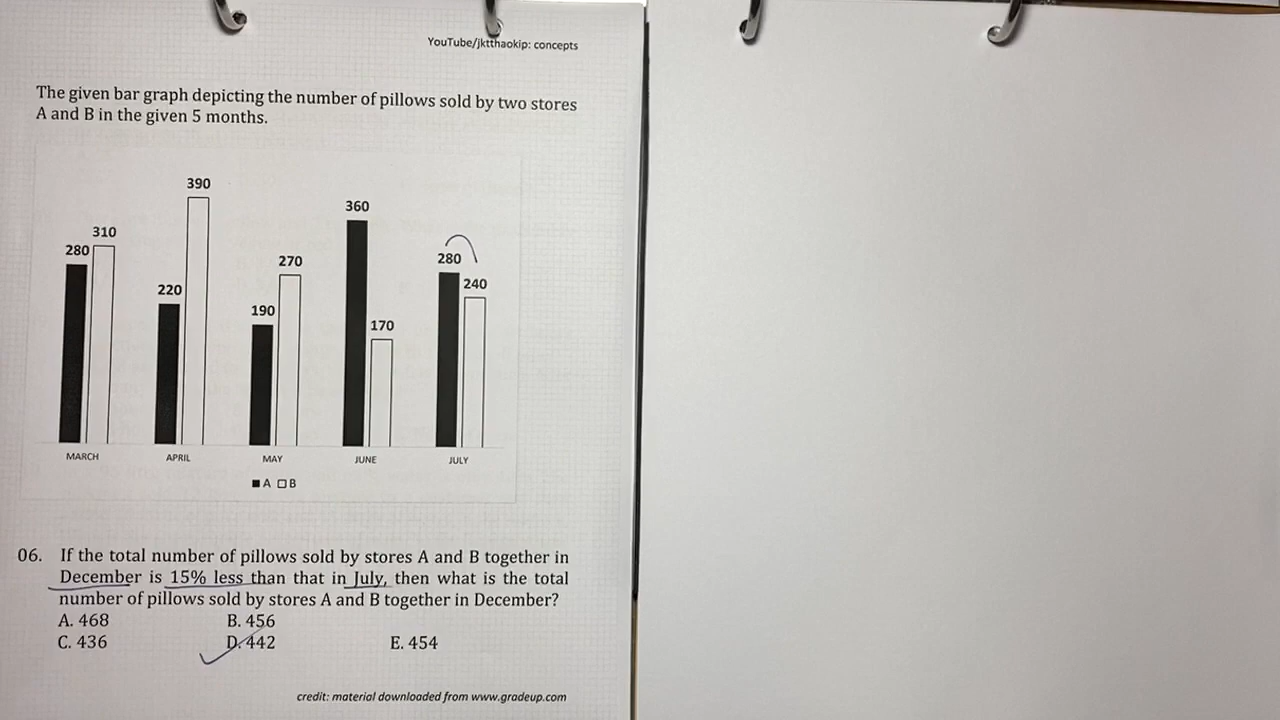 YouTube/jktthaokip: concepts
The given bar graph depicting the number of pillows sold by two stores
A and B in the given 5 months.
390
360
310
280
280
270
240
220
190
170
MARCH APRIL MAY JUNE JULY
A B
06. If the total number of pillows sold by stores A and B together in
December is 15% less than that in July, then what is the total
number of pillows sold by stores A and B together in December?
A. 468 B. 456
C. 436 D. 442 E. 454
credit: material downloaded from www.gradeup.com